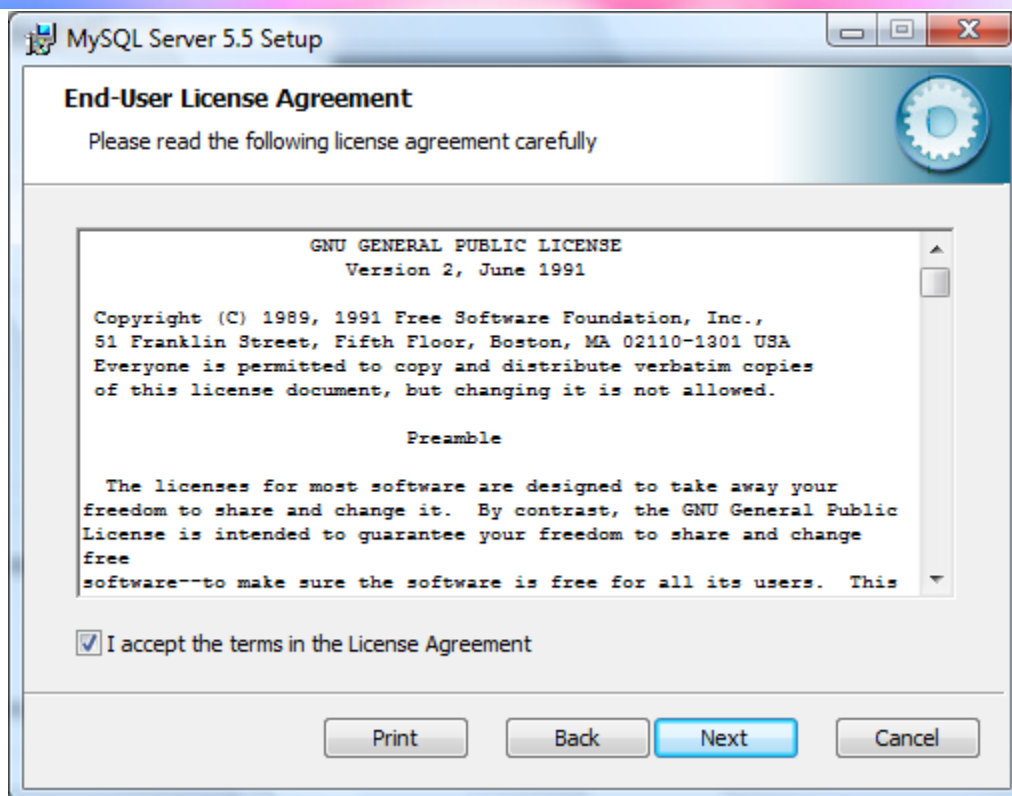 MySQL Server 5.5 Setup
End-User License Agreement
Please read the following license agreement carefully
GNU GENERAL PUBLIC LICENSE
Version 2, June 1991
Copyright (C) 1989, 1991 Free Software Foundation, Inc.,
51 Franklin Street, Fifth Floor, Boston, MA 02110-1301 USA
Everyone is permitted to copy and distribute verbatim copies
of this license document, but changing it is not allowed.
Preamble
The licenses for most software are designed to take away your
freedom to share and change it.  By contrast, the GNU General Public
License is intended to guarantee your freedom to share and change
free
software--to make sure the software is free for all its users.  This
I accept the terms in the License Agreement
Print Back Next Cancel